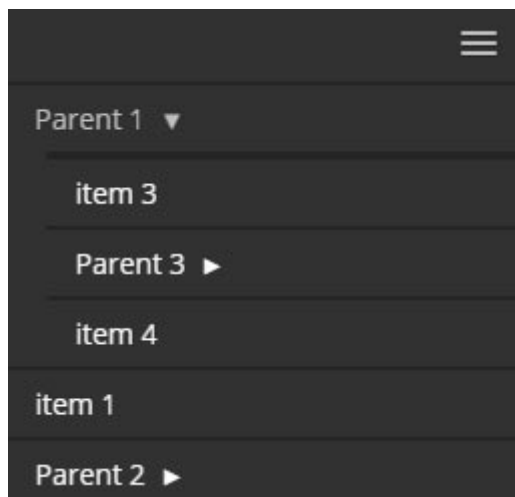 Parent 1 ▼
item 3
Parent 3 ►
item 4
item 1
Parent 2 ►